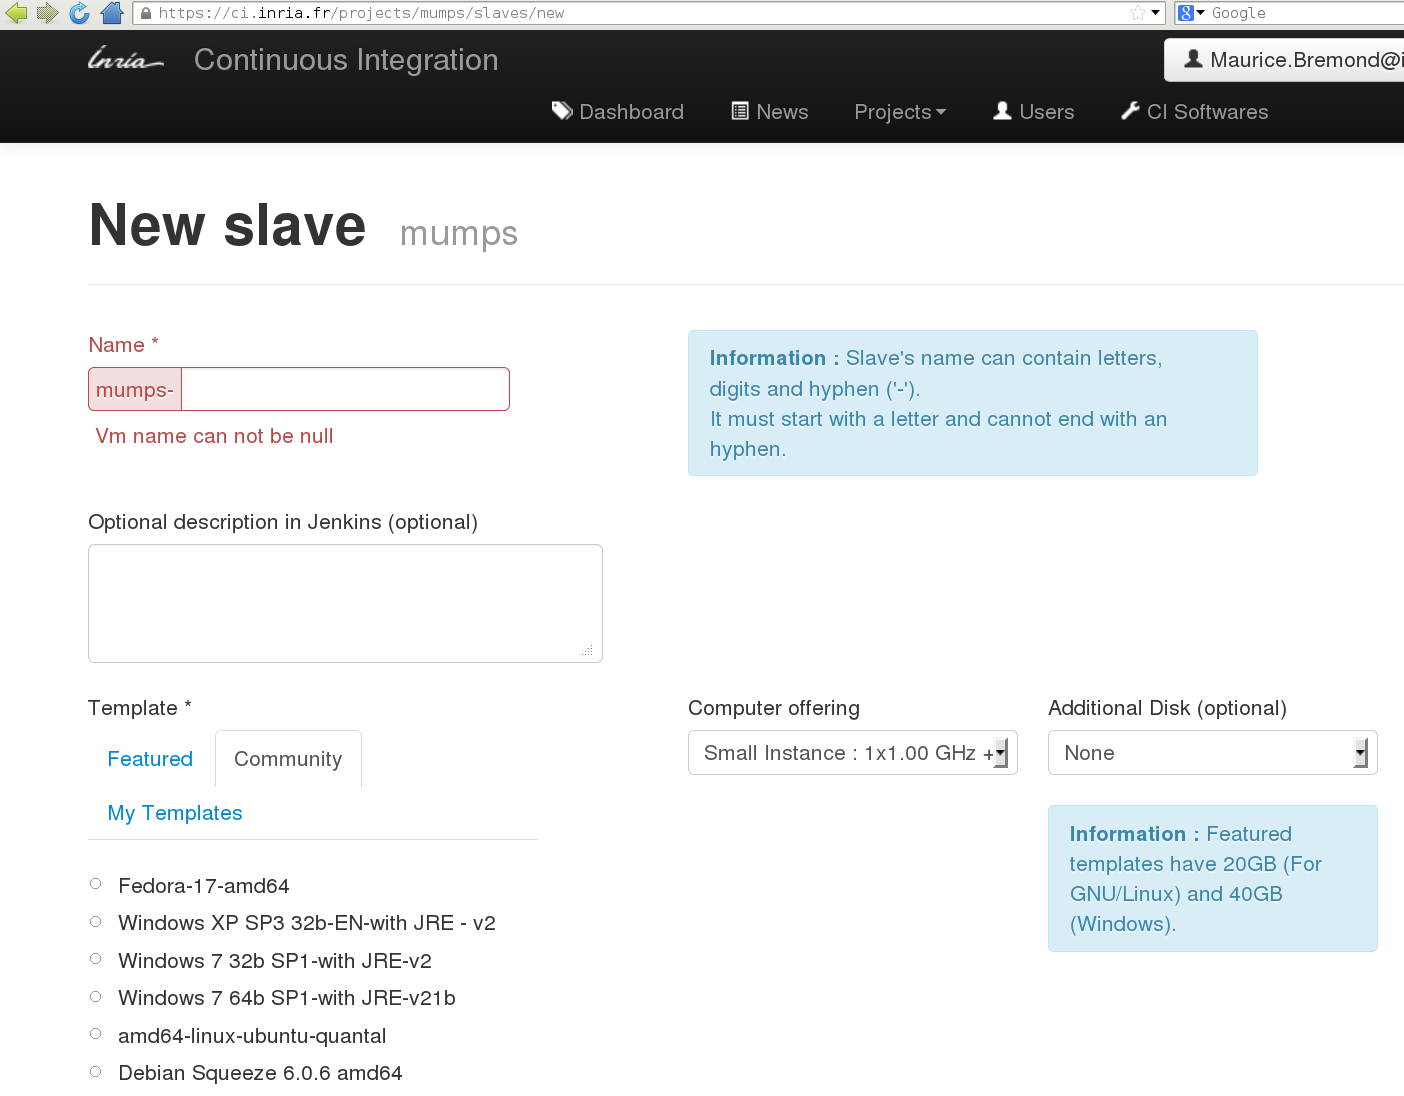 https://ci.inria.fr/projects/mumps/slaves/new
Google
Inria
Continuous Integration
Maurice.Bremond@i
Dashboard
News
Projects
Users
CI Softwares
New slave mumps
Name *
mumps-
Vm name can not be null
Information : Slave's name can contain letters,
digits and hyphen ('-').
It must start with a letter and cannot end with an
hyphen.
Optional description in Jenkins (optional)
Template *
Featured
Community
My Templates
Fedora-17-amd64
Windows XP SP3 32b-EN-with JRE - v2
Windows 7 32b SP1-with JRE-v2
Windows 7 64b SP1-with JRE-v21b
amd64-linux-ubuntu-quantal
Debian Squeeze 6.0.6 amd64
Computer offering
Small Instance : 1x1.00 GHz +
Additional Disk (optional)
None
Information : Featured
templates have 20GB (For
GNU/Linux) and 40GB
(Windows).